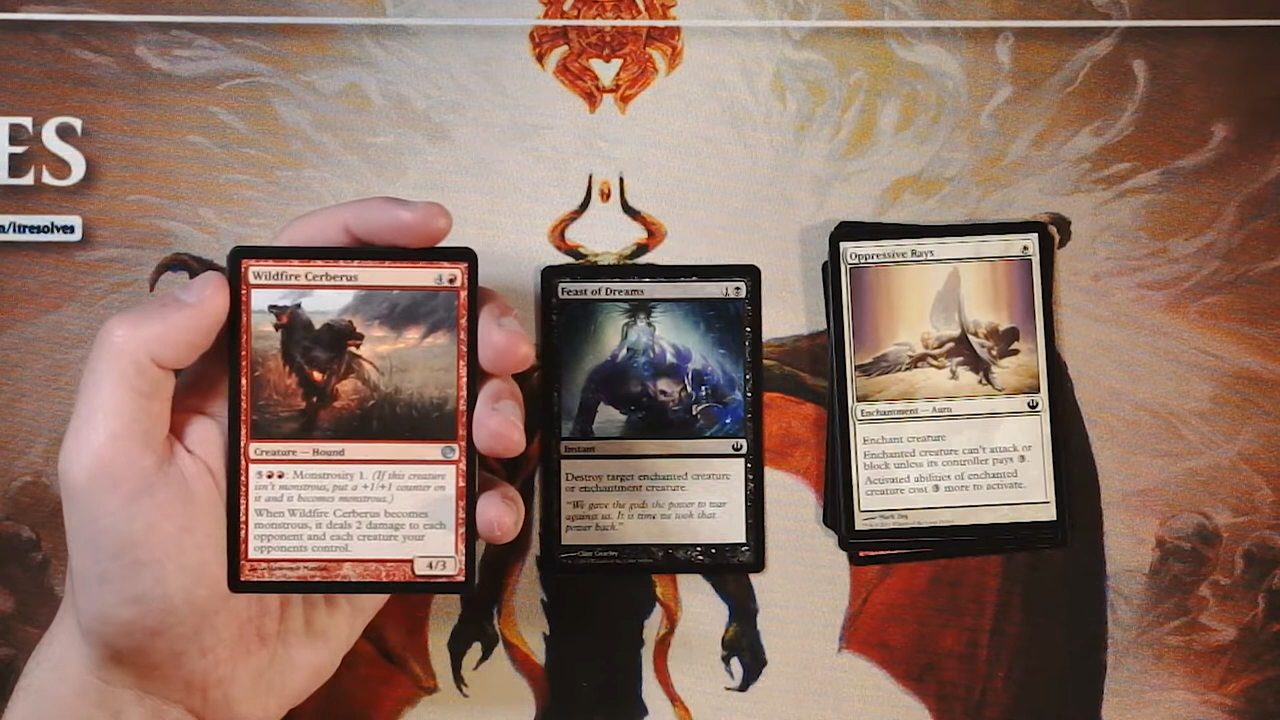 ES
n/itresolves
Wildfire Cerberus 4
Creature — Hound
5: Monstrosity 1. (If this creature
isn't monstrous, put a +1/+1 counter on
it and it becomes monstrous.)
When Wildfire Cerberus becomes
monstrous, it deals 2 damage to each
opponent and each creature your
opponents control.
4/3
Feast of Dreams 1
Instant
Destroy target enchanted creature
or enchantment creature.
"We gave the gods the power to tear
against us. It is time we took that
power back."
Oppressive Rays
Enchantment — Aura
Enchant creature
Enchanted creature can't attack or
block unless its controller pays 3.
Activated abilities of enchanted
creature cost 3 more to activate.